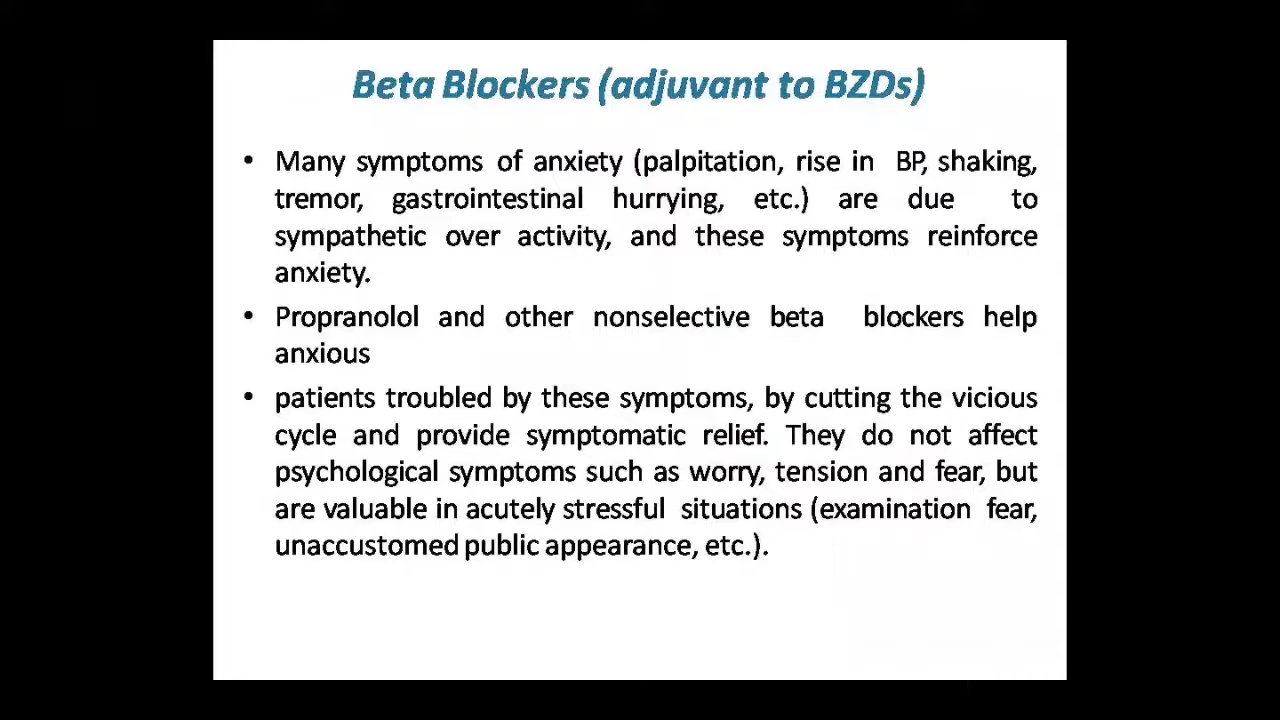 Beta Blockers (adjuvant to BZDs)
• Many symptoms of anxiety (palpitation, rise in BP, shaking,
tremor, gastrointestinal hurrying, etc.) are due to
sympathetic over activity, and these symptoms reinforce
anxiety.
• Propranolol and other nonselective beta blockers help
anxious
• patients troubled by these symptoms, by cutting the vicious
cycle and provide symptomatic relief. They do not affect
psychological symptoms such as worry, tension and fear, but
are valuable in acutely stressful situations (examination fear,
unaccustomed public appearance, etc.).